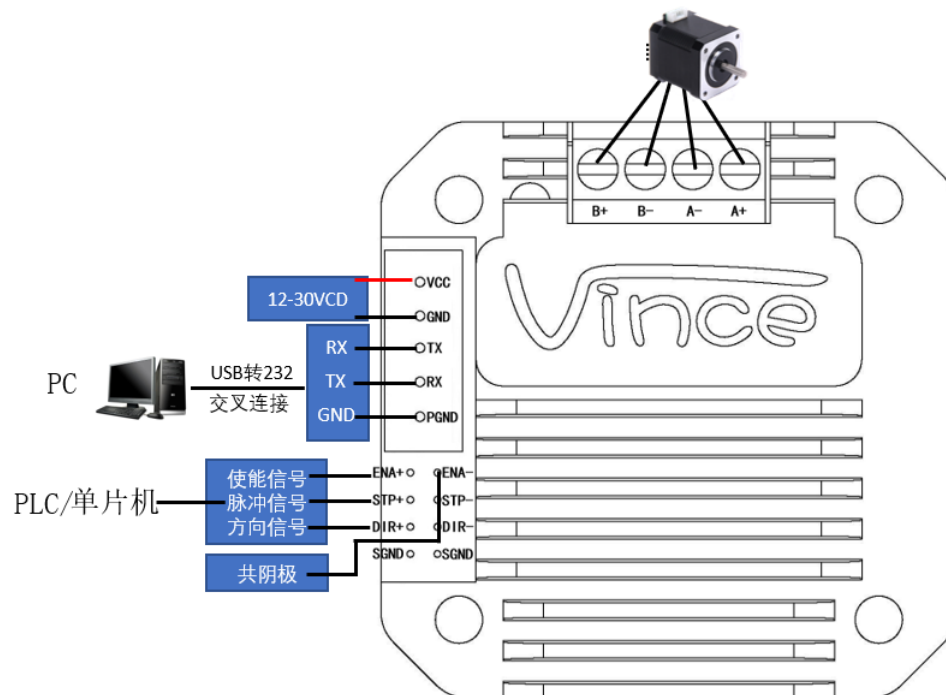 B+ B- A- A+
Vince
12-30VCD
VCC
GND
RX
TX
TX
RX
GND
PGND
PC
USB转232
交叉连接
PLC/单片机
使能信号
脉冲信号
方向信号
共阴极
ENA+ ENA-
STP+ STP-
DIR+ DIR-
SGND SGND